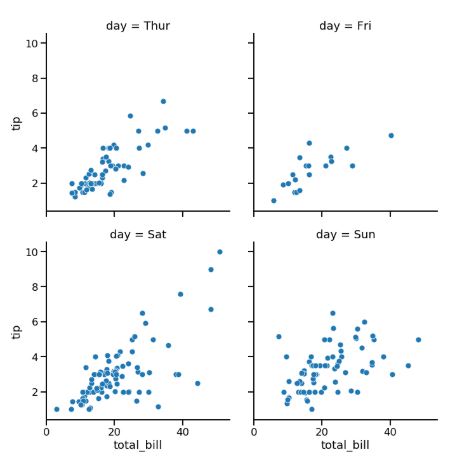 day = Thur
day = Fri
10
8
6
4
2
tip
day = Sat
day = Sun
10
8
6
4
2
tip
0
20
40
0
20
40
total_bill
total_bill